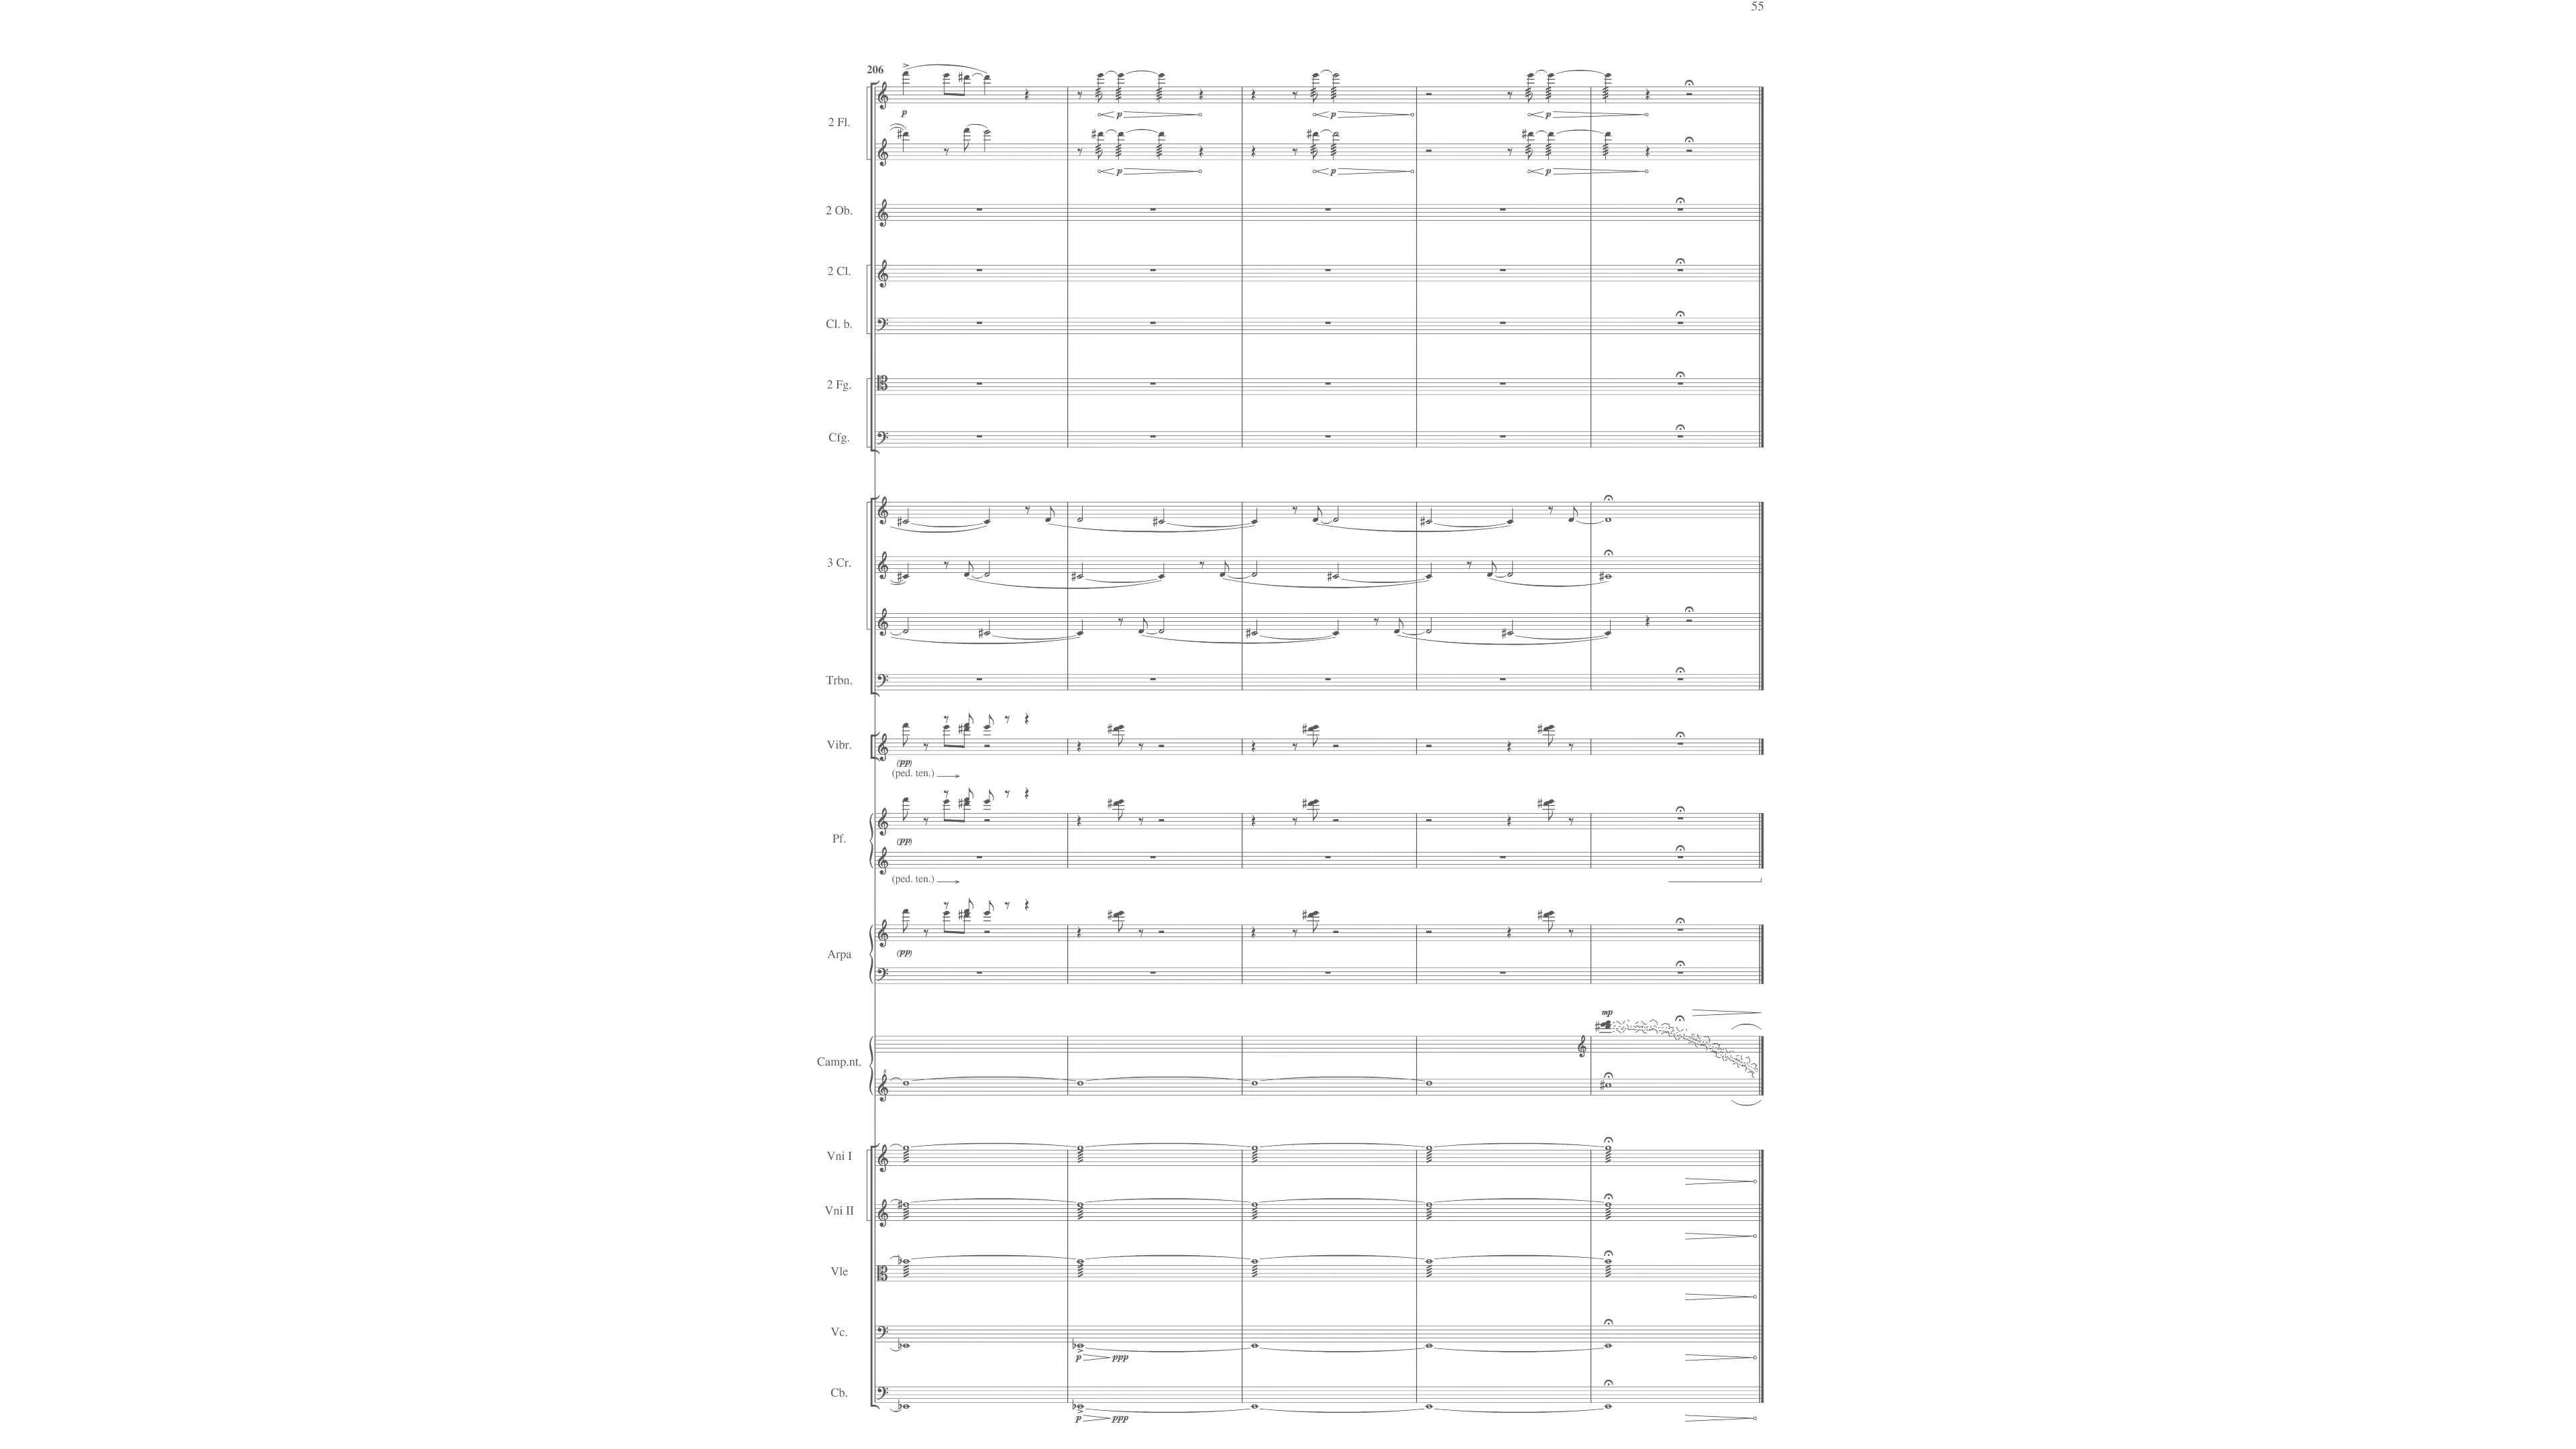 55
206
2 Fl.
p
p
p
p
p
p
p
2 Ob.
2 Cl.
Cl. b.
2 Fg.
Cfg.
3 Cr.
Trbn.
Vibr.
(pp)
(ped. ten.)
Pf.
(pp)
(ped. ten.)
Arpa
(pp)
mp
Camp.nt.
Vni I
Vni II
Vle
Vc.
p ppp
Cb.
p ppp